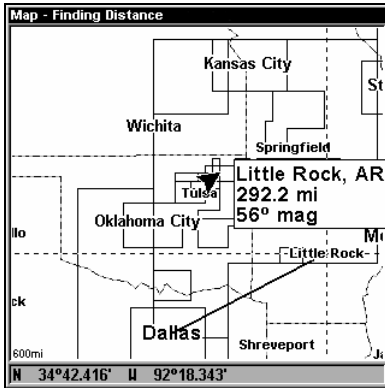 Map - Finding Distance
Kansas City
St
Wichita
Springfield
Little Rock, AR
292.2 mi
56º mag
Tulsa
Oklahoma City
llo
Me
Little Rock
ck
Dallas
Shreveport
600mi
Ja
N 34º42.416' W 92º18.343'